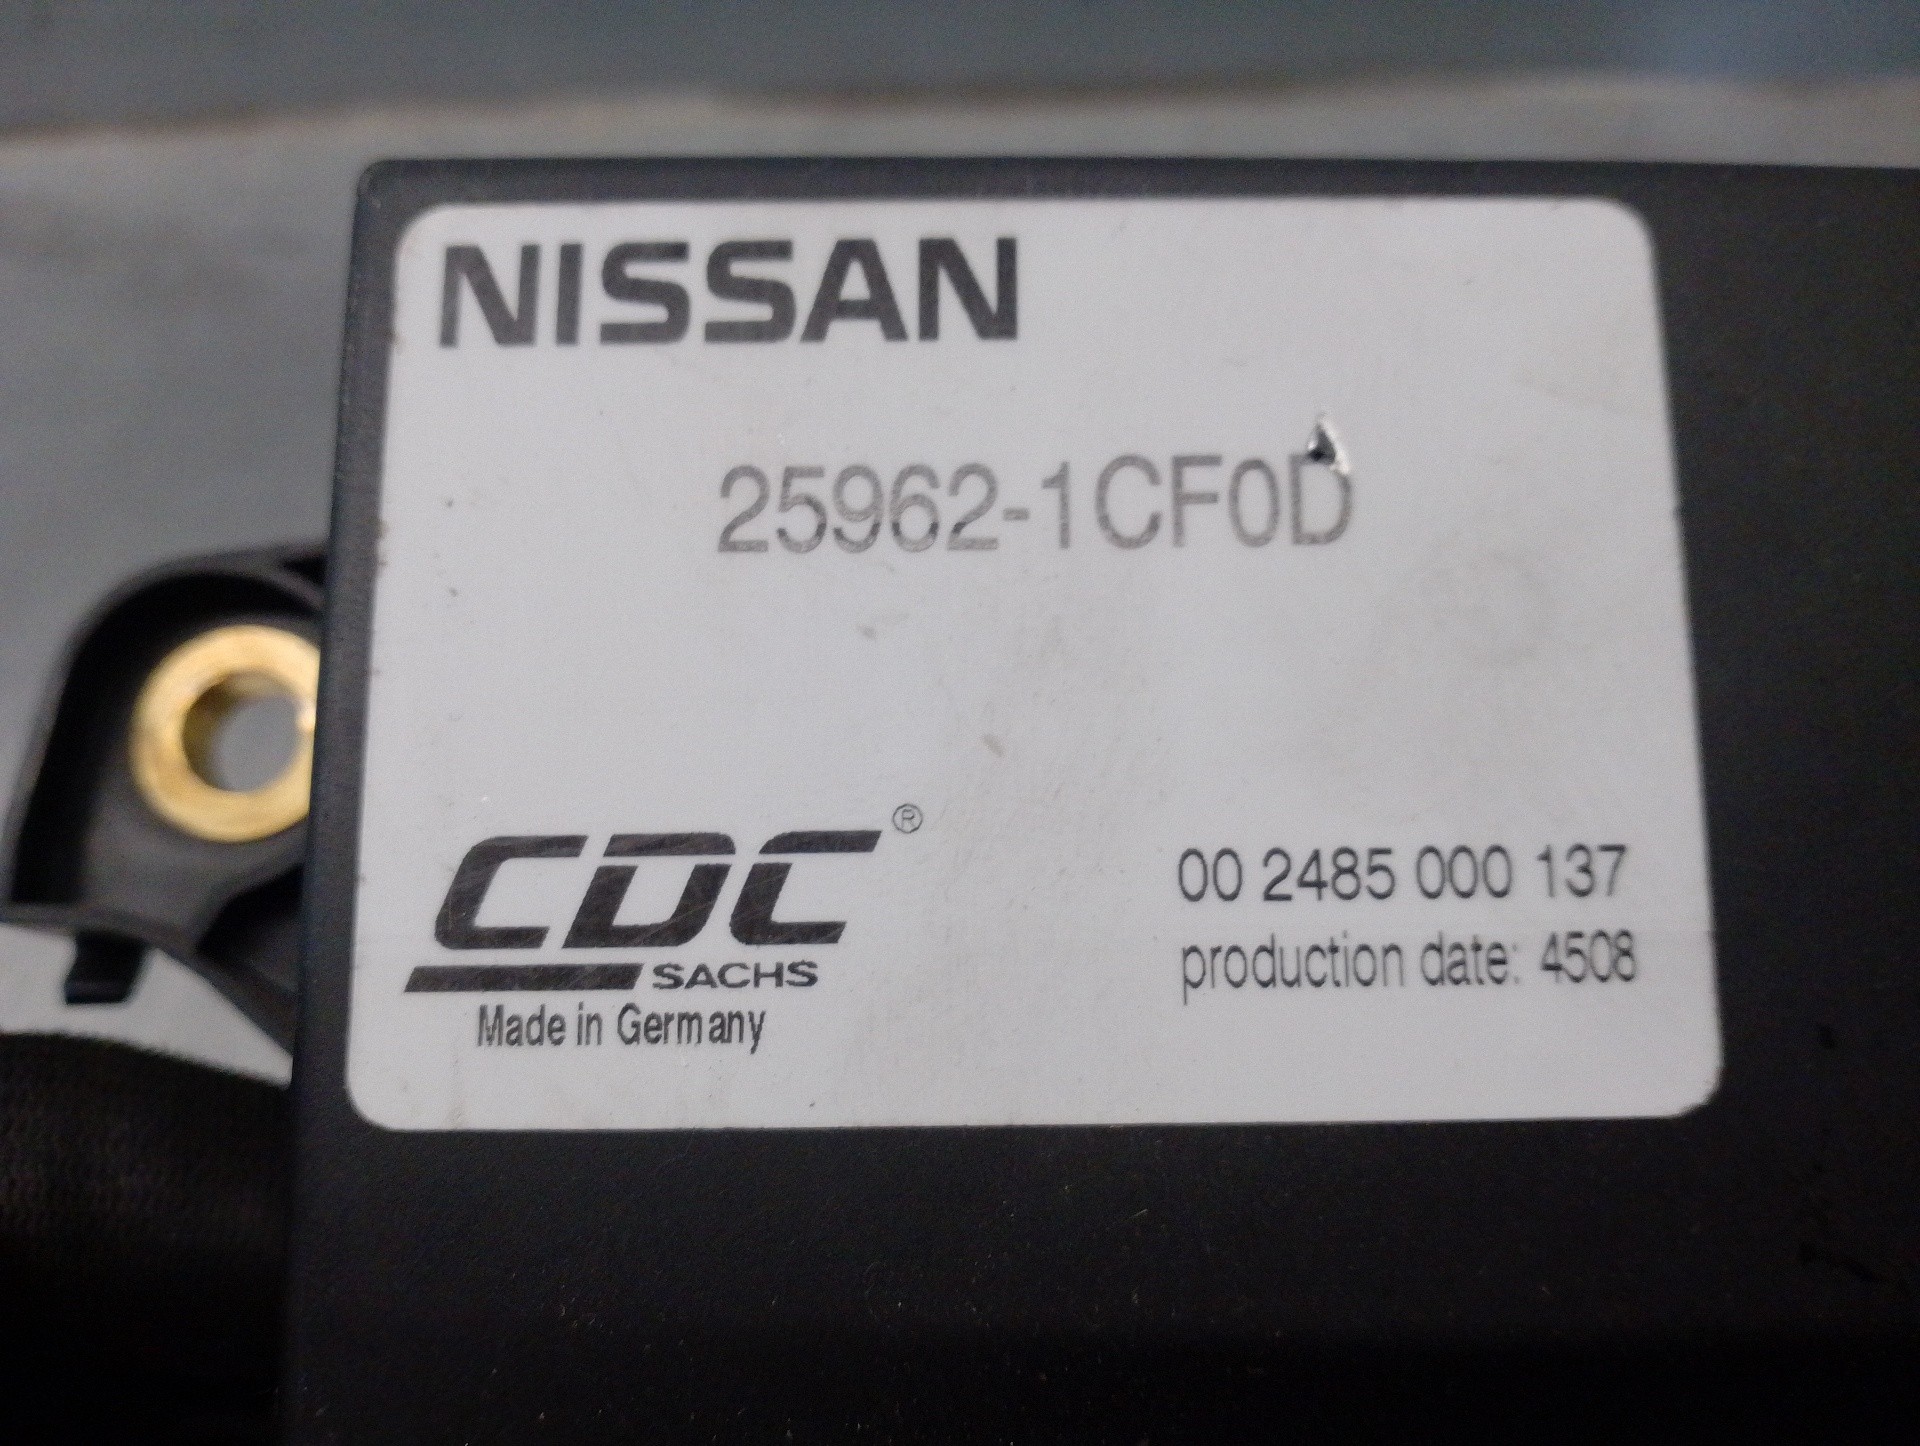 NISSAN
25962-1CF0D
CDC®
SACHS
Made in Germany
00 2485 000 137
production date: 4508